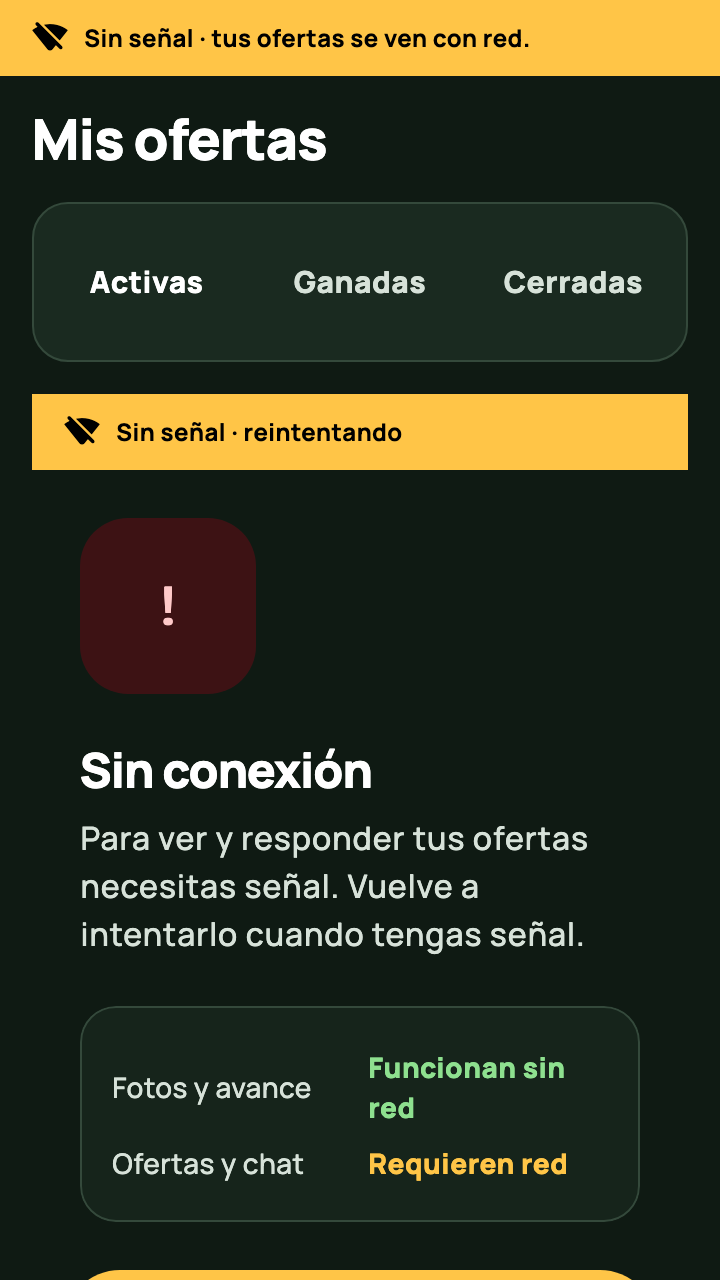 Sin señal · tus ofertas se ven con red.
Mis ofertas
Activas
Ganadas
Cerradas
Sin señal · reintentando
!
Sin conexión
Para ver y responder tus ofertas
necesitas señal. Vuelve a
intentarlo cuando tengas señal.
Fotos y avance
Funcionan sin
red
Ofertas y chat
Requieren red